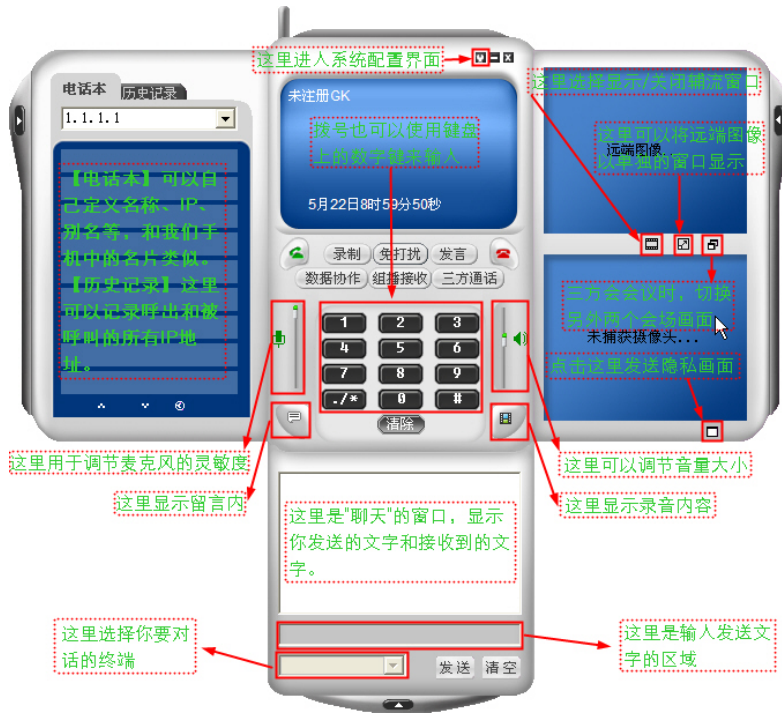 这里进入系统配置界面
电话本
历史记录
1.1.1.1
【电话本】可以自
己定义名称、IP、
别名等，和我们手
机中的名片类似。
【历史记录】这里
可以记录呼出和被
呼叫的所有IP地
址。
未注册GK
拨号也可以使用键盘
上的数字键来输入
5月22日8时59分50秒
录制
免打扰
发言
数据协作
组播接收
三方通话
1
2
3
4
5
6
7
8
9
./*
0
#
清除
这里选择显示/关闭辅流窗口
这里可以将远端图像
以单独的窗口显示
远端图像...
三方会会议时，切换
另外两个会场画面
未捕获摄像头...
点击这里发送隐私画面
这里用于调节麦克风的灵敏度
这里可以调节音量大小
这里显示留言内
这里显示录音内容
这里是"聊天"的窗口，显示
你发送的文字和接收到的文
字。
这里选择你要对
话的终端
这里是输入发送文
字的区域
发送
清空